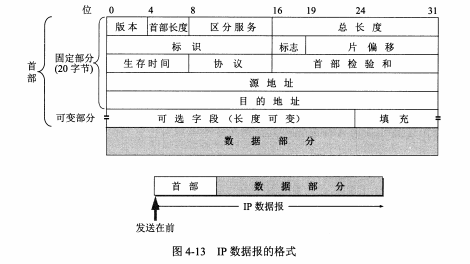 位 0 4 8 16 19 24 31
版本 首部长度 区分服务 总长度
标识 标志 片偏移
生存时间 协议 首部检验和
源地址
目的地址
可选字段（长度可变） 填充
数据部分
首部
固定部分
(20字节)
可变部分
首部 数据部分
IP 数据报
发送在前
图 4-13 IP 数据报的格式